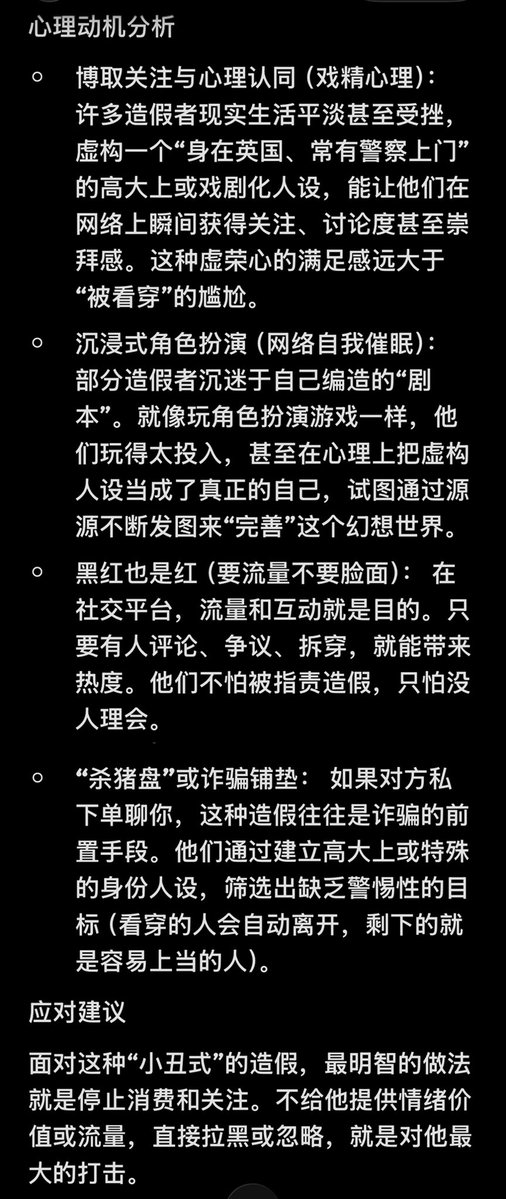 心理动机分析
博取关注与心理认同（戏精心理）：
许多造假者现实生活平淡甚至受挫，
虚构一个“身在英国、常有警察上门”
的高大上或戏剧化人设，能让他们在
网络上瞬间获得关注、讨论度甚至崇
拜感。这种虚荣心的满足感远大于
“被看穿”的尴尬。
沉浸式角色扮演（网络自我催眠）：
部分造假者沉迷于自己编造的“剧
本”。就像玩角色扮演游戏一样，他
们玩得太投入，甚至在心理上把虚构
人设当成了真正的自己，试图通过源
源不断发图来“完善”这个幻想世界。
黑红也是红（要流量不要脸面）： 在
社交平台，流量和互动就是目的。只
要有人评论、争议、拆穿，就能带来
热度。他们不怕被指责造假，只怕没
人理会。
“杀猪盘”或诈骗铺垫： 如果对方私
下单聊你，这种造假往往是诈骗的前
置手段。他们通过建立高大上或特殊
的身份人设，筛选出缺乏警惕性的目
标（看穿的人会自动离开，剩下的就
是容易上当的人）。
应对建议
面对这种“小丑式”的造假，最明智的做法
就是停止消费和关注。不给他提供情绪价
值或流量，直接拉黑或忽略，就是对他最
大的打击。